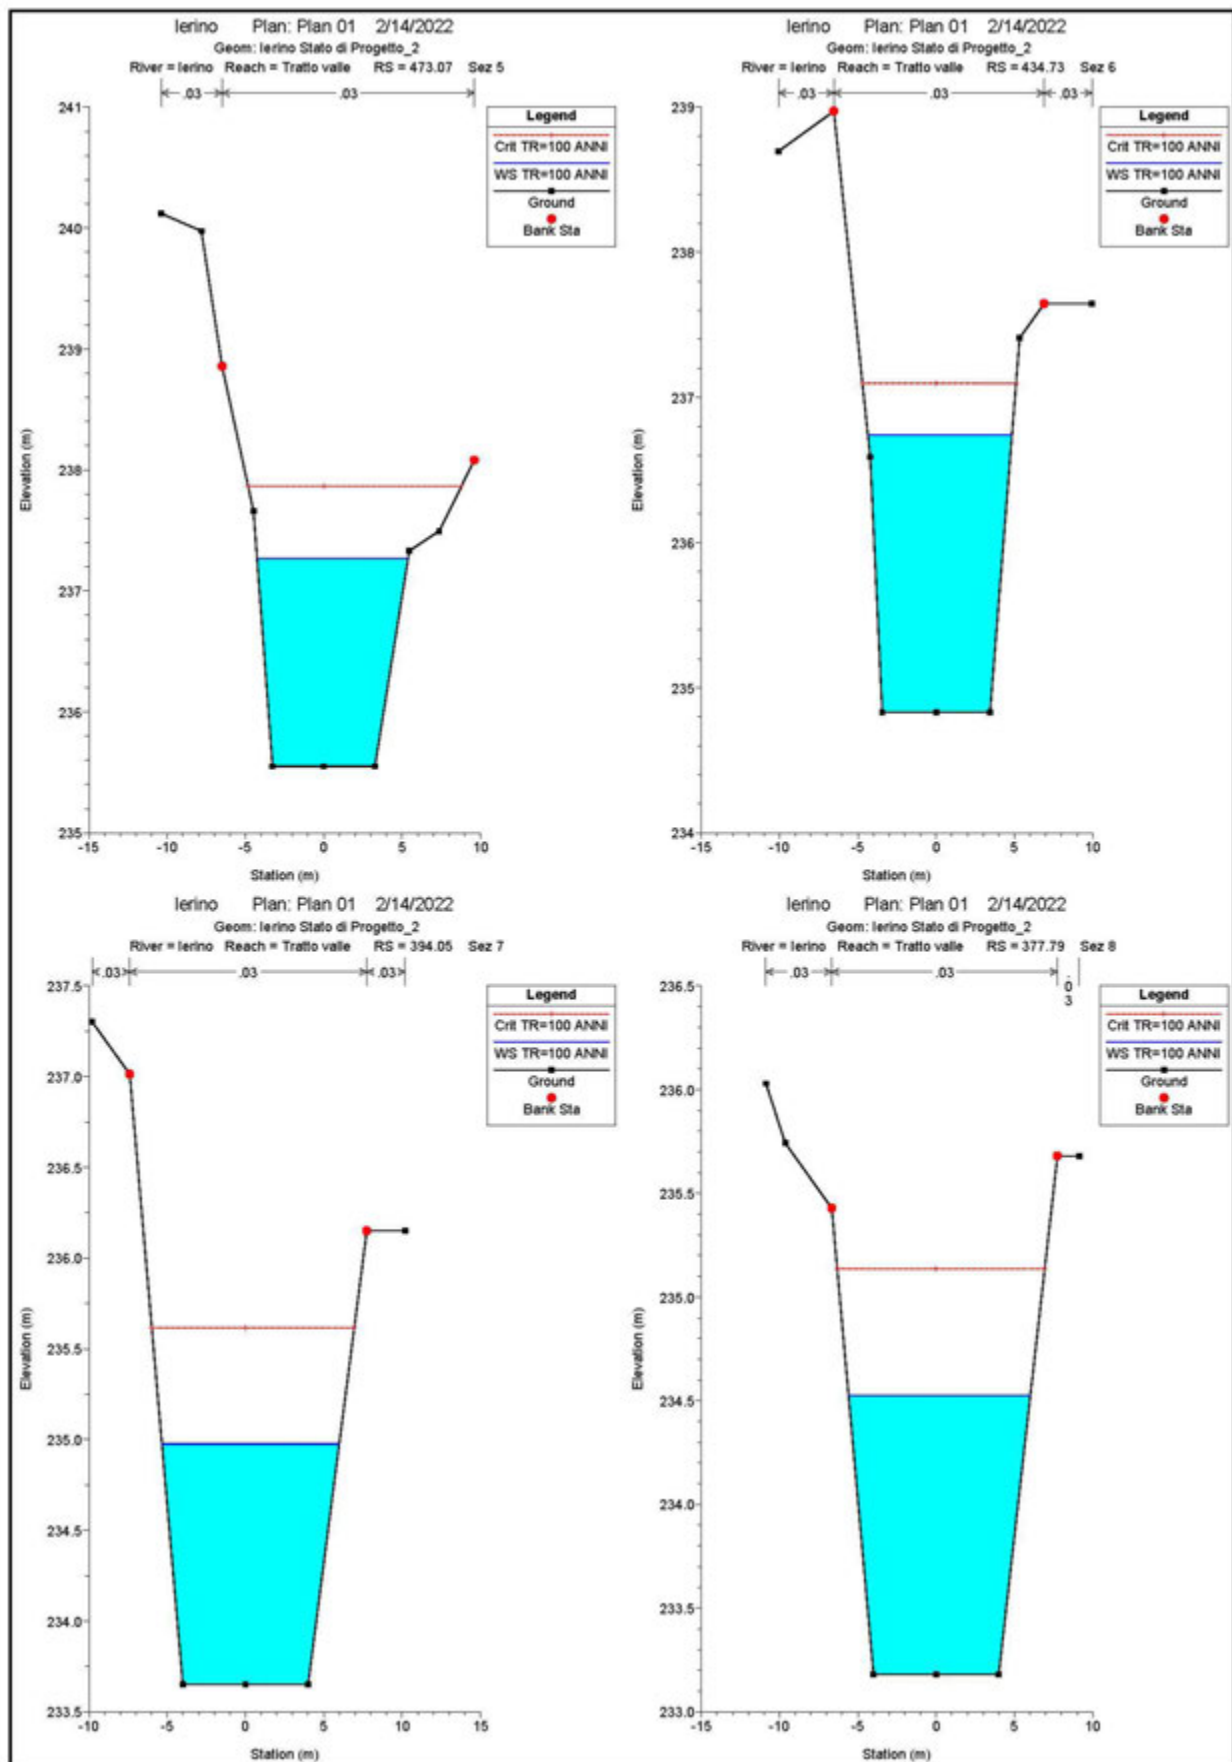 Ierino Plan: Plan 01 2/14/2022
Geom: Ierino Stato di Progetto_2
River = Ierino Reach = Tratto valle RS = 473.07 Sez 5
.03 .03
Legend
Crit TR=100 ANNI
WS TR=100 ANNI
Ground
Bank Sta
241
240
239
238
237
236
235
Elevation (m)
-15 -10 -5 0 5 10
Station (m)
Ierino Plan: Plan 01 2/14/2022
Geom: Ierino Stato di Progetto_2
River = Ierino Reach = Tratto valle RS = 434.73 Sez 6
.03 .03 .03
Legend
Crit TR=100 ANNI
WS TR=100 ANNI
Ground
Bank Sta
239
238
237
236
235
234
Elevation (m)
-15 -10 -5 0 5 10
Station (m)
Ierino Plan: Plan 01 2/14/2022
Geom: Ierino Stato di Progetto_2
River = Ierino Reach = Tratto valle RS = 394.05 Sez 7
.03 .03 .03
Legend
Crit TR=100 ANNI
WS TR=100 ANNI
Ground
Bank Sta
237.5
237.0
236.5
236.0
235.5
235.0
234.5
234.0
233.5
Elevation (m)
-10 -5 0 5 10 15
Station (m)
Ierino Plan: Plan 01 2/14/2022
Geom: Ierino Stato di Progetto_2
River = Ierino Reach = Tratto valle RS = 377.79 Sez 8
.03 .03 .03
Legend
Crit TR=100 ANNI
WS TR=100 ANNI
Ground
Bank Sta
236.5
236.0
235.5
235.0
234.5
234.0
233.5
233.0
Elevation (m)
-15 -10 -5 0 5 10
Station (m)